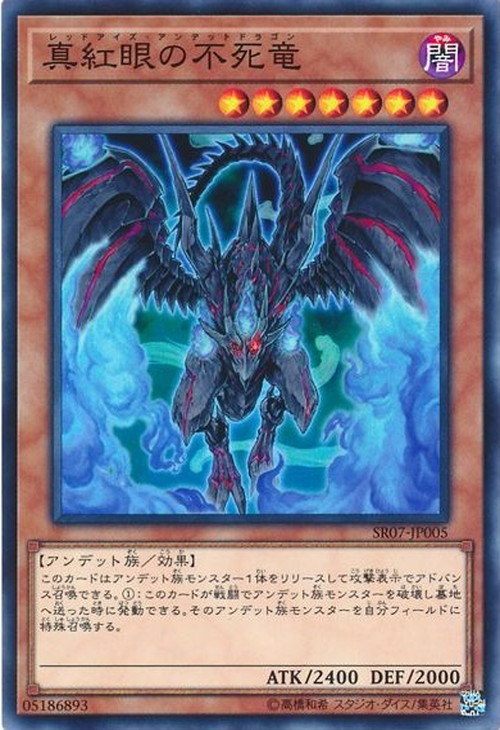 レッドアイズ・アンデットドラゴン
真紅眼の不死竜
やみ
闇
SR07-JP005
【アンデット族／効果】
このカードはアンデット族モンスター１体をリリースして攻撃表示でアドバン
ス召喚できる。①：このカードが戦闘でアンデット族モンスターを破壊し墓地
へ送った時に発動できる。そのアンデット族モンスターを自分フィールドに
特殊召喚する。
ATK/2400 DEF/2000
05186893
©高橋和希 スタジオ・ダイス/集英社